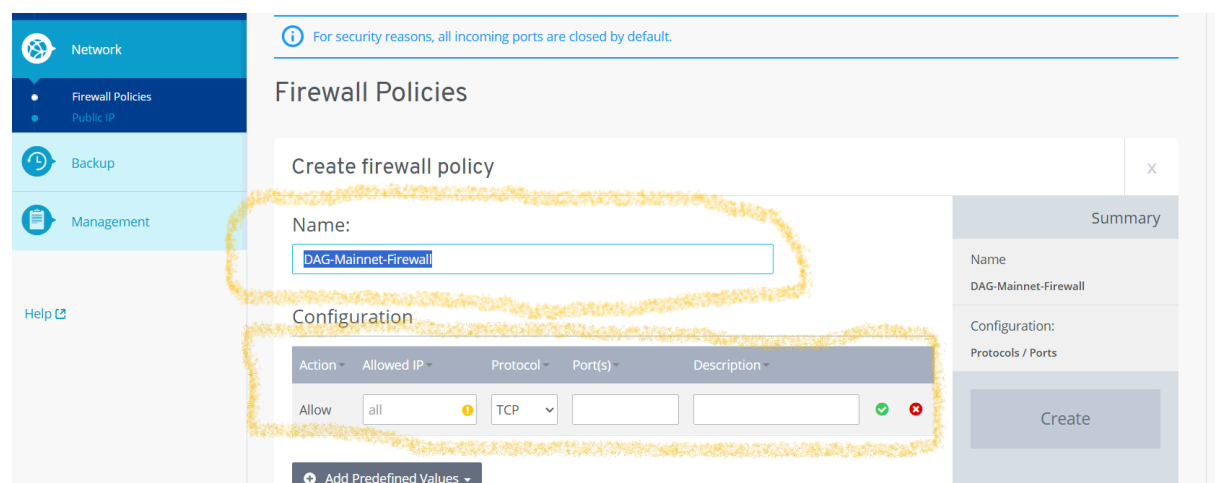 Network
For security reasons, all incoming ports are closed by default.
Firewall Policies
Public IP
Firewall Policies
Backup
Management
Help
Create firewall policy
x
Name:
DAG-Mainnet-Firewall
Summary
Name
DAG-Mainnet-Firewall
Configuration:
Protocols / Ports
Create
Configuration
Action Allowed IP Protocol Port(s) Description
Allow all TCP
Add Predefined Values